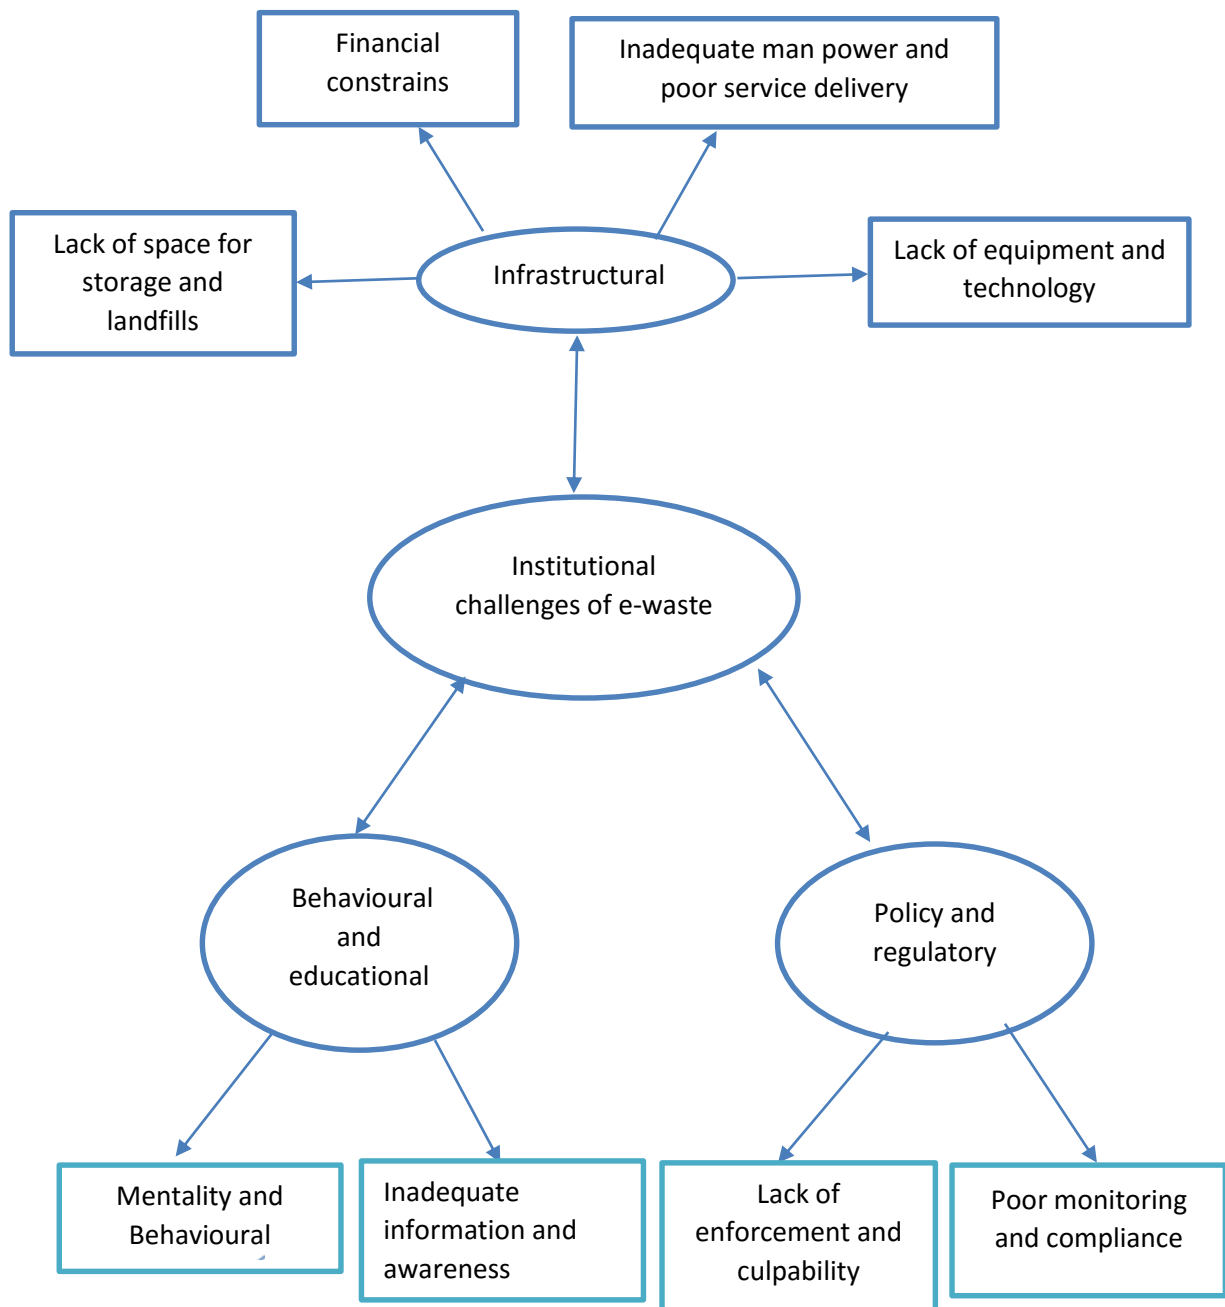 Financial
constrains
Inadequate man power and
poor service delivery
Lack of space for
storage and
landfills
Infrastructural
Lack of equipment and
technology
Institutional
challenges of e-waste
Behavioural
and
educational
Policy and
regulatory
Mentality and
Behavioural
Inadequate
information and
awareness
Lack of
enforcement and
culpability
Poor monitoring
and compliance